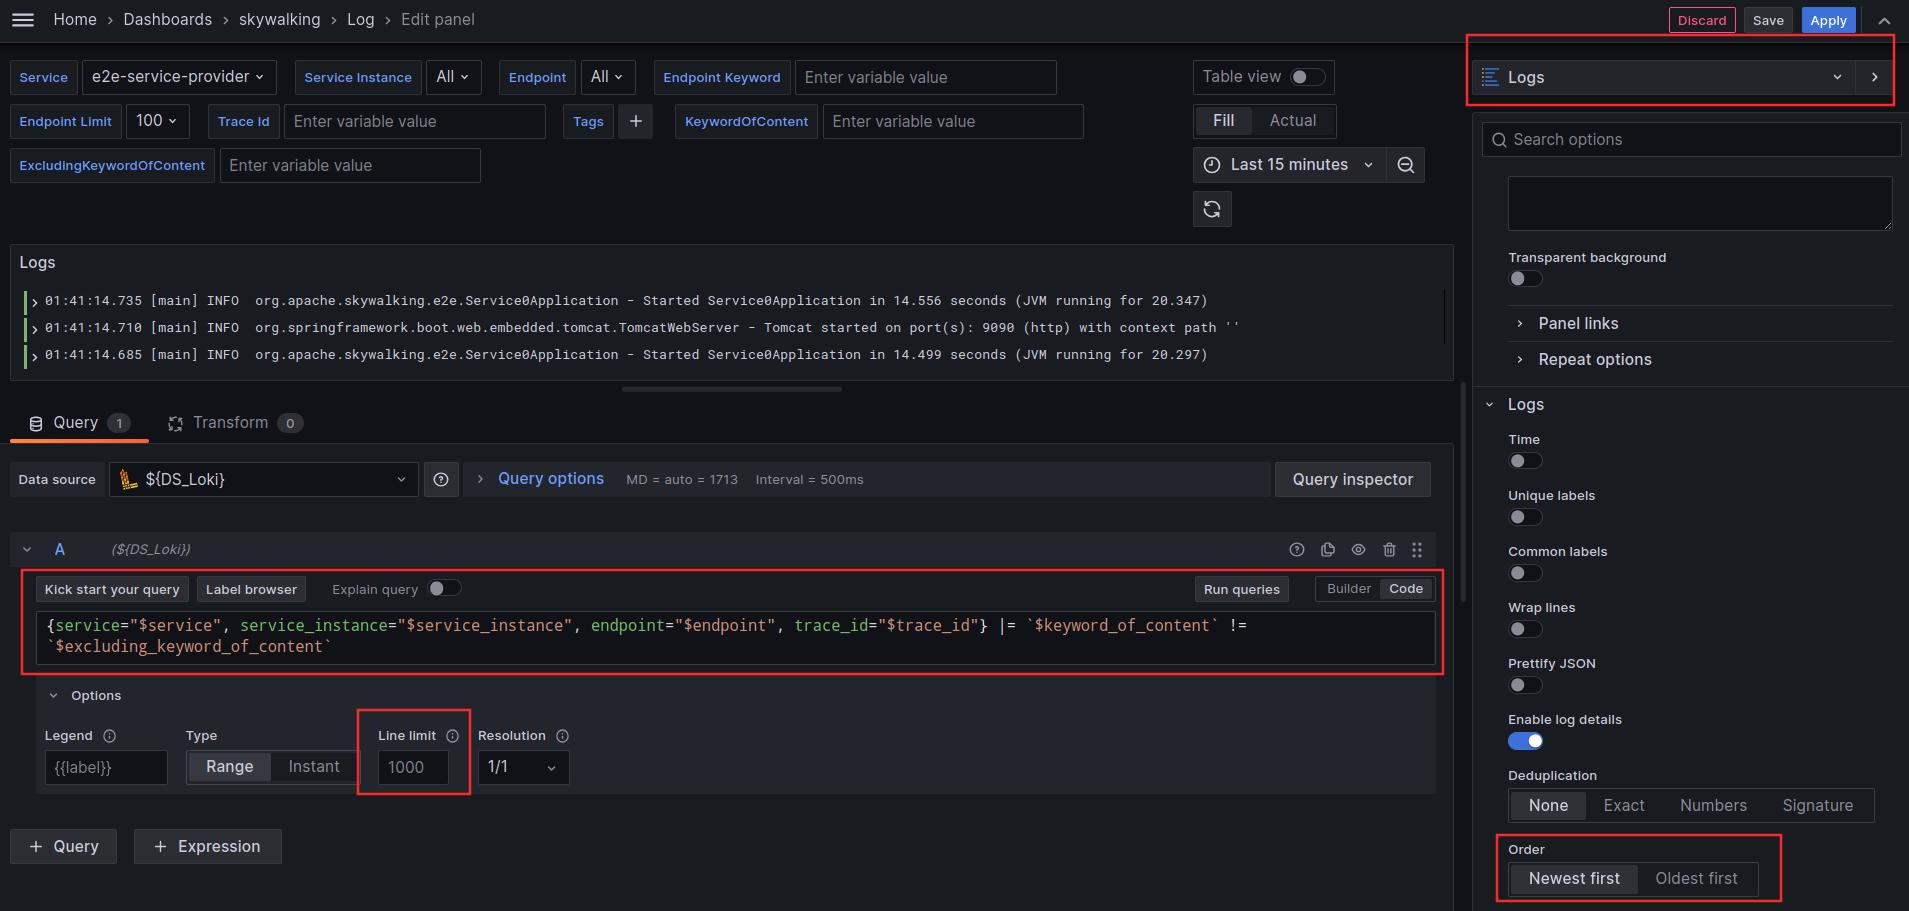 Home › Dashboards › skywalking › Log › Edit panel
Discard Save Apply
Service e2e-service-provider Service Instance All Endpoint All Endpoint Keyword Enter variable value
Endpoint Limit 100 Trace Id Enter variable value Tags + KeywordOfContent Enter variable value
ExcludingKeywordOfContent Enter variable value
Table view
Fill Actual
Last 15 minutes
Logs
01:41:14.735 [main] INFO  org.apache.skywalking.e2e.Service0Application - Started Service0Application in 14.556 seconds (JVM running for 20.347)
01:41:14.710 [main] INFO  org.springframework.boot.web.embedded.tomcat.TomcatWebServer - Tomcat started on port(s): 9090 (http) with context path ''
01:41:14.685 [main] INFO  org.apache.skywalking.e2e.Service0Application - Started Service0Application in 14.499 seconds (JVM running for 20.297)
Query 1 Transform 0
Data source ${DS_Loki} Query options MD = auto = 1713 Interval = 500ms Query inspector
A (${DS_Loki})
Kick start your query Label browser Explain query Run queries Builder Code
{service="$service", service_instance="$service_instance", endpoint="$endpoint", trace_id="$trace_id"} |= `$keyword_of_content` !=
`$excluding_keyword_of_content`
Options
Legend Type Line limit Resolution
{{label}} Range Instant 1000 1/1
+ Query + Expression
Logs
Search options
Transparent background
Panel links
Repeat options
Logs
Time
Unique labels
Common labels
Wrap lines
Prettify JSON
Enable log details
Deduplication
None Exact Numbers Signature
Order
Newest first Oldest first